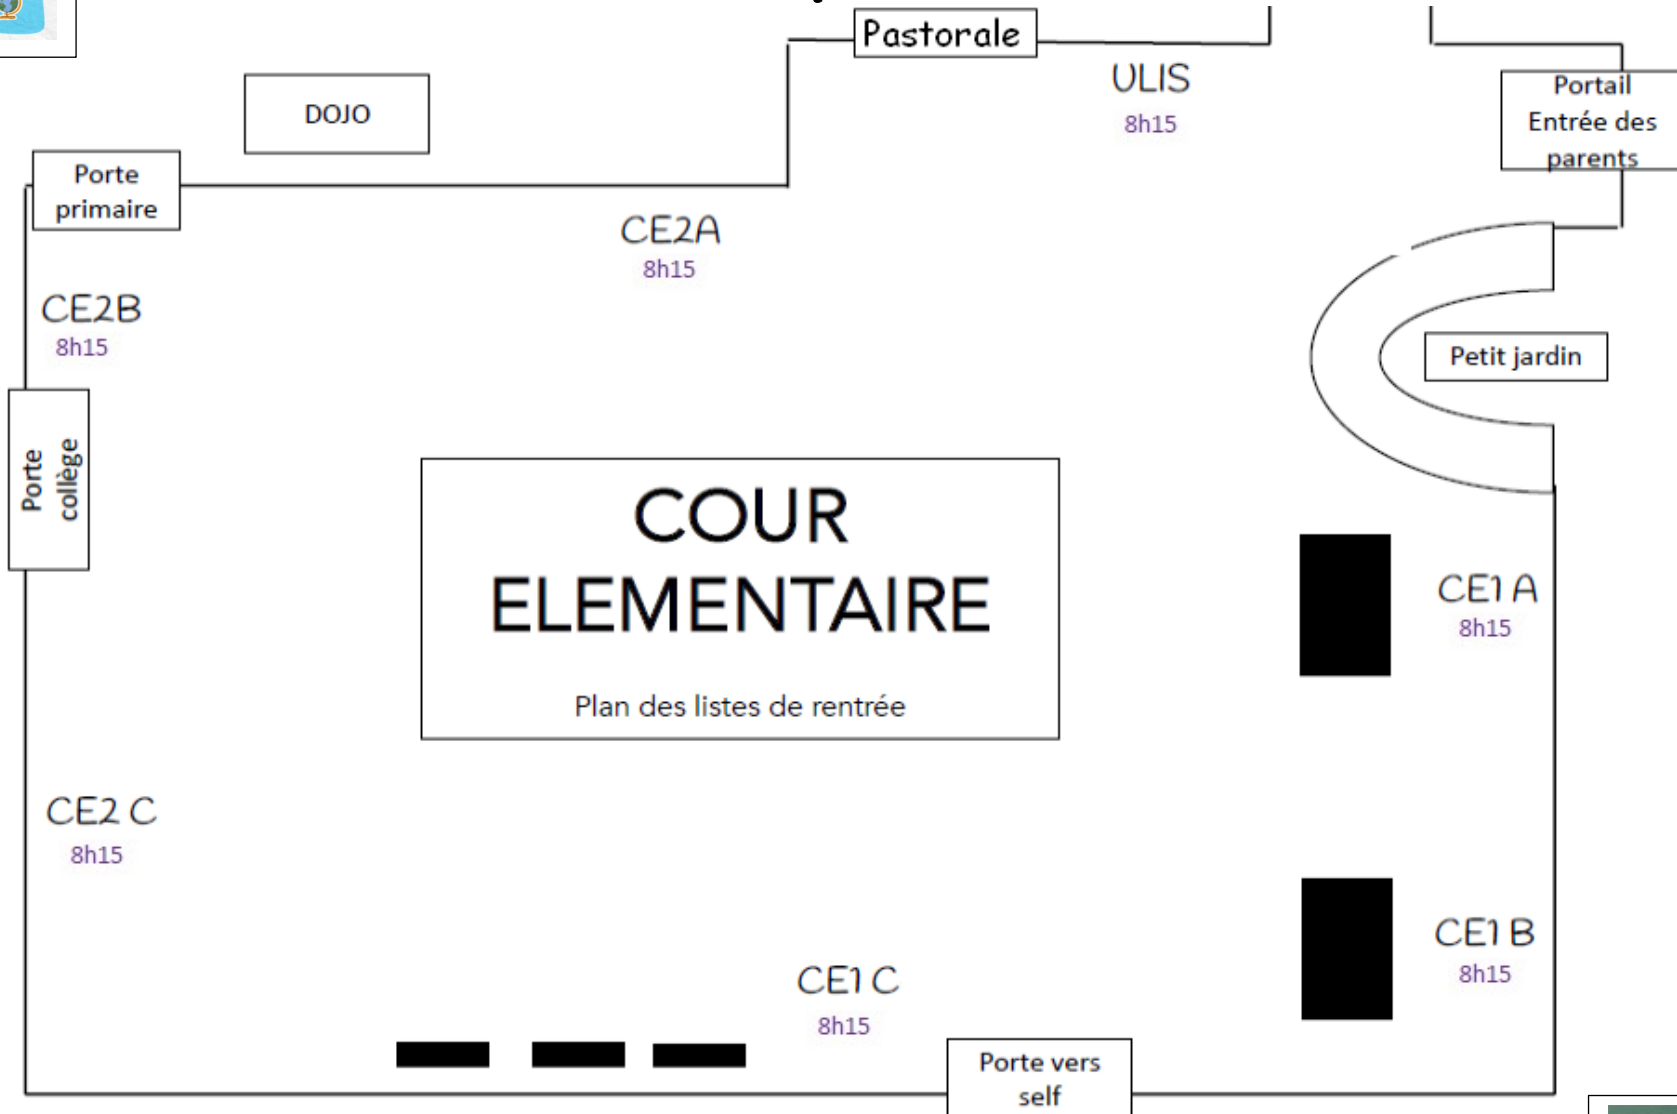 Pastorale
ULIS
8h15
Portail
Entrée des
parents
DOJO
Porte
primaire
CE2A
8h15
CE2B
8h15
Petit jardin
Porte
collège
COUR
ELEMENTAIRE
Plan des listes de rentrée
CE1 A
8h15
CE2 C
8h15
CE1 B
8h15
CE1 C
8h15
Porte vers
self